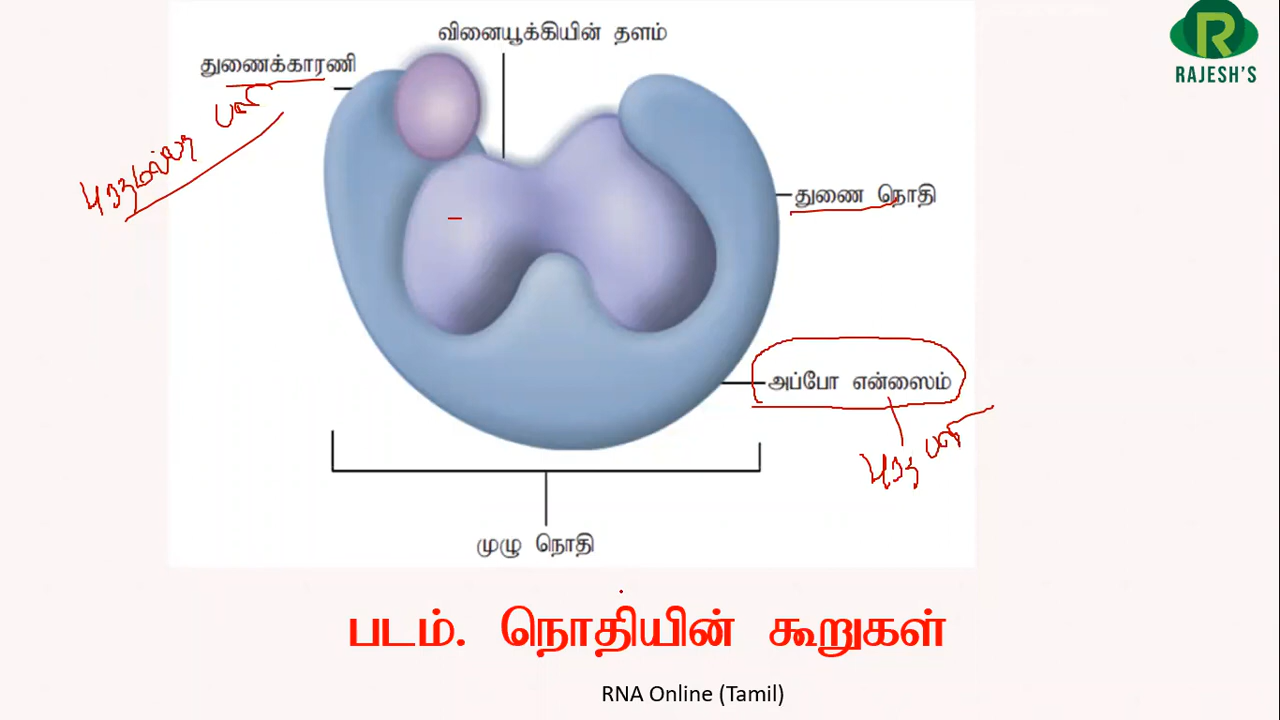 வினையூக்கியின் தளம்
RAJESH'S
துணைக்காரணி
துணை நொதி
அப்போ என்ஸைம்
முழு நொதி
படம். நொதியின் கூறுகள்
RNA Online (Tamil)